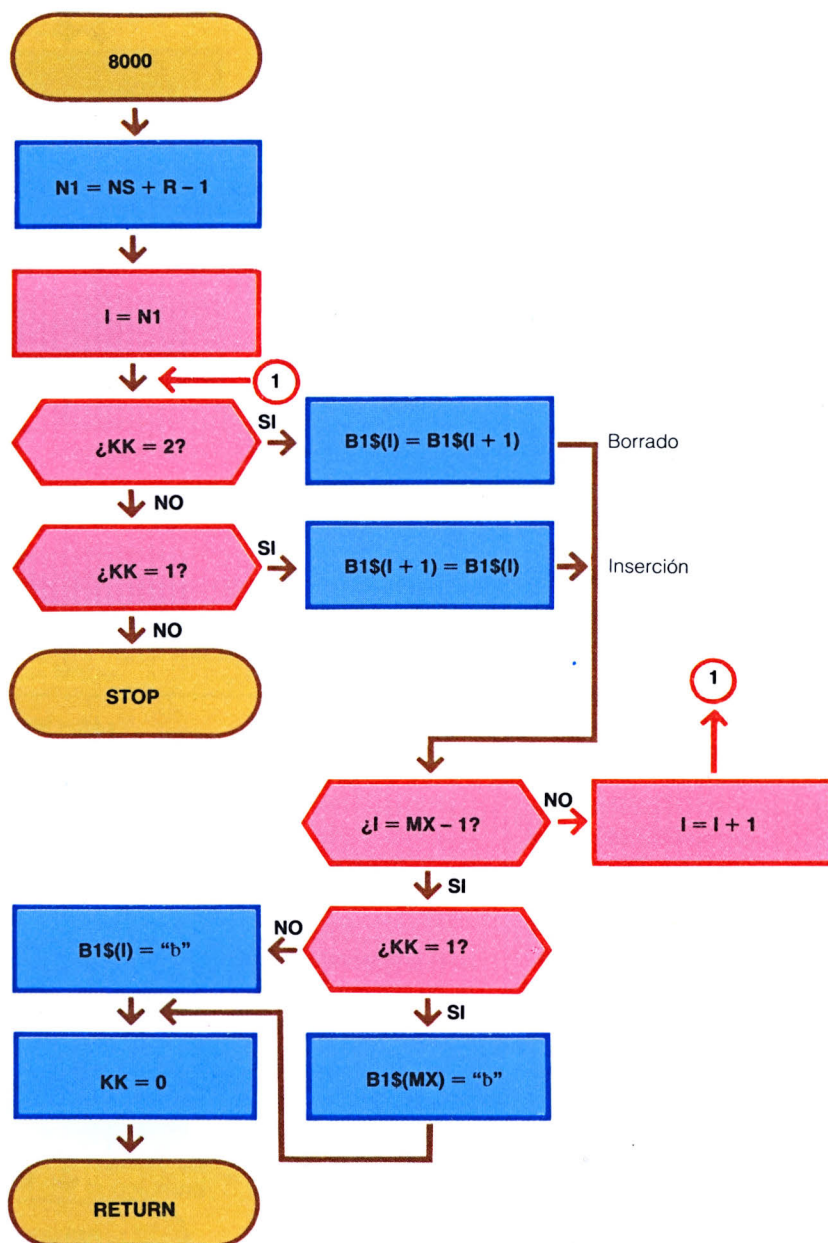 8000
N1 = NS + R – 1
I = N1
1
¿KK = 2?
SI
B1$(I) = B1$(I + 1)
Borrado
NO
¿KK = 1?
SI
B1$(I + 1) = B1$(I)
Inserción
NO
STOP
1
¿I = MX – 1?
NO
I = I + 1
SI
¿KK = 1?
NO
B1$(I) = “b”
SI
KK = 0
B1$(MX) = “b”
RETURN